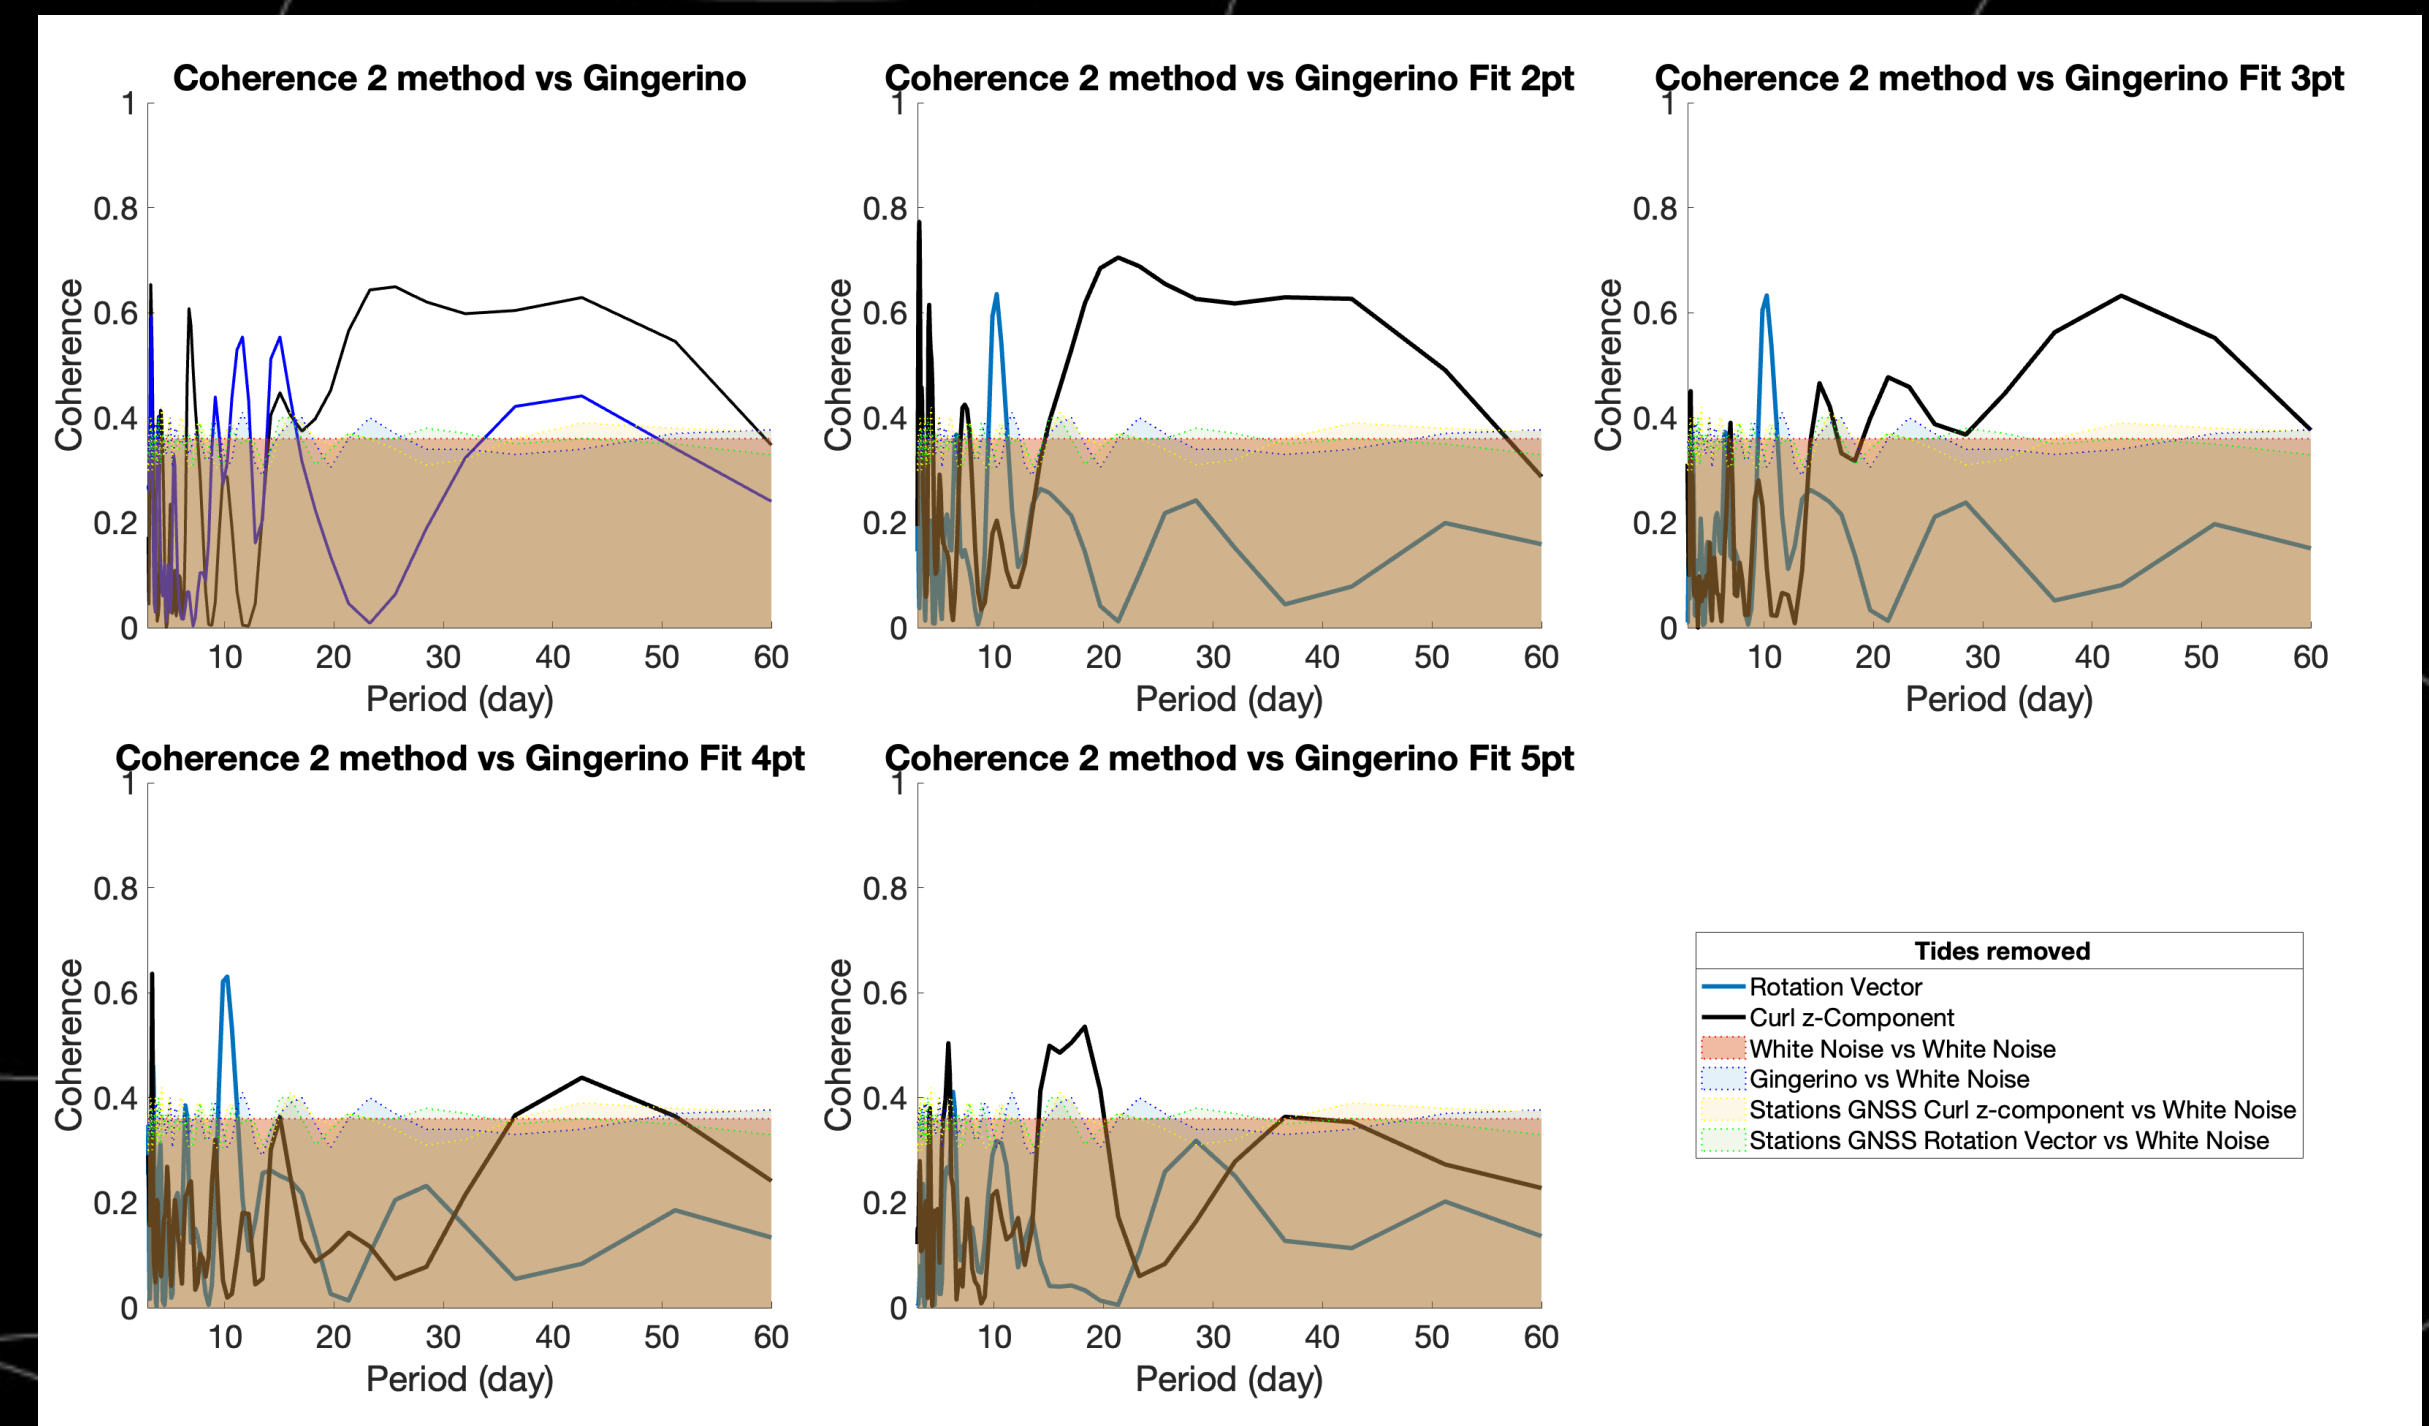 Coherence 2 method vs Gingerino
Coherence 2 method vs Gingerino Fit 2pt
Coherence 2 method vs Gingerino Fit 3pt
1
0.8
0.6
0.4
0.2
0
Coherence
10 20 30 40 50 60
Period (day)
1
0.8
0.6
0.4
0.2
0
Coherence
10 20 30 40 50 60
Period (day)
1
0.8
0.6
0.4
0.2
0
Coherence
10 20 30 40 50 60
Period (day)
Coherence 2 method vs Gingerino Fit 4pt
Coherence 2 method vs Gingerino Fit 5pt
1
0.8
0.6
0.4
0.2
0
Coherence
10 20 30 40 50 60
Period (day)
1
0.8
0.6
0.4
0.2
0
Coherence
10 20 30 40 50 60
Period (day)
Tides removed
Rotation Vector
Curl z-Component
White Noise vs White Noise
Gingerino vs White Noise
Stations GNSS Curl z-component vs White Noise
Stations GNSS Rotation Vector vs White Noise